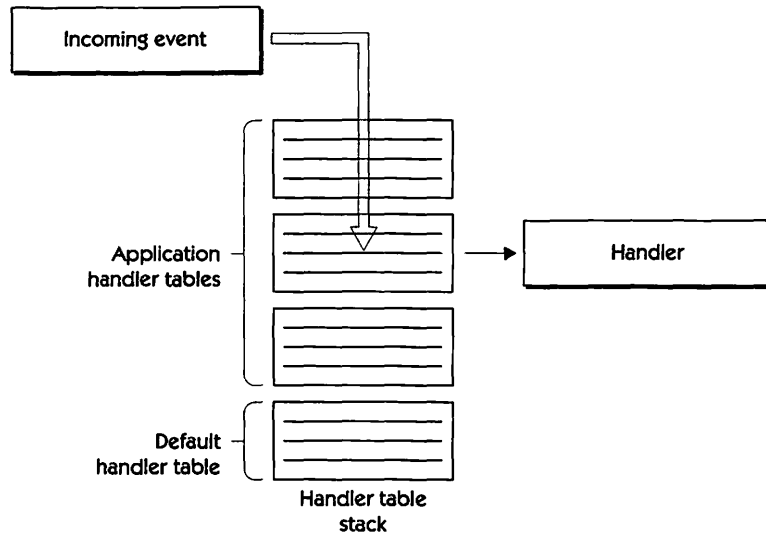 Incoming event
Application
handler tables
Handler
Default
handler table
Handler table
stack